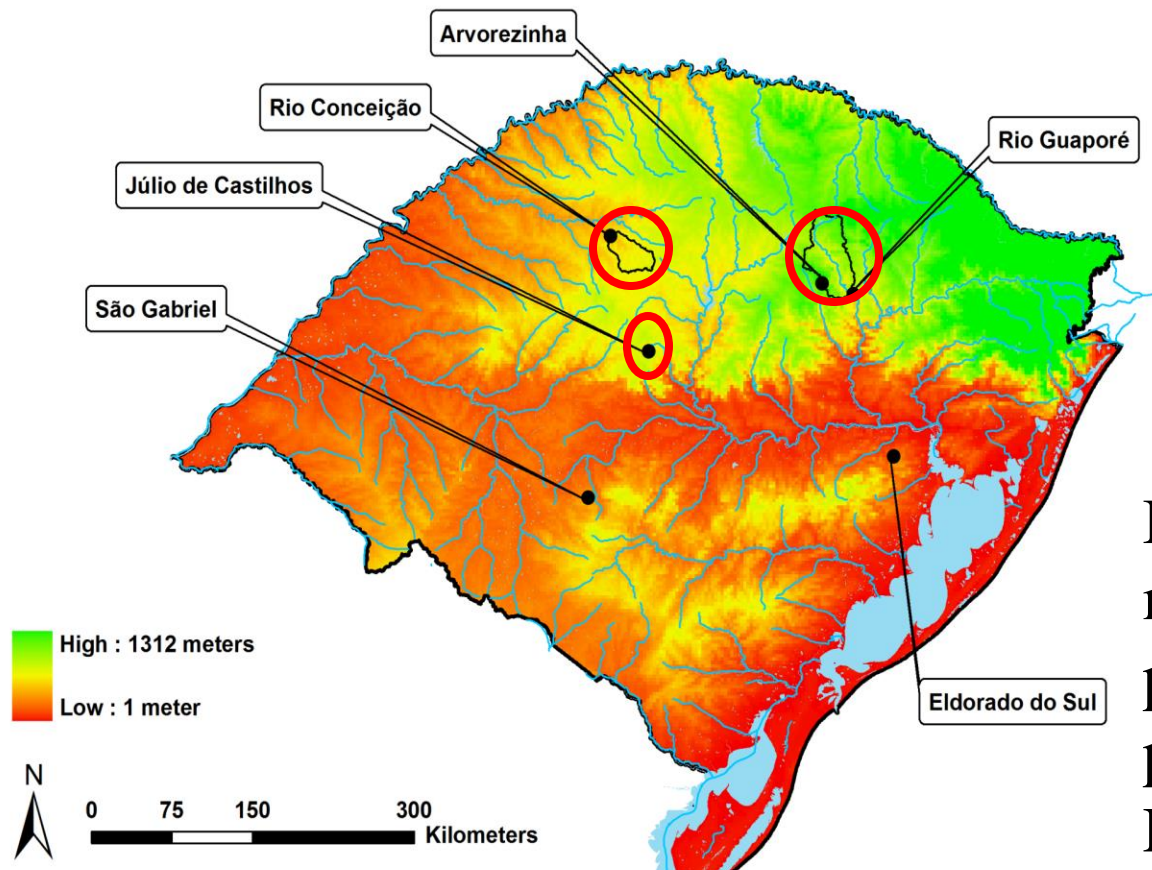 Arvorezinha
Rio Conceição
Rio Guaporé
Júlio de Castilhos
São Gabriel
High : 1312 meters
Low : 1 meter
Eldorado do Sul
N
0 75 150 300
Kilometers